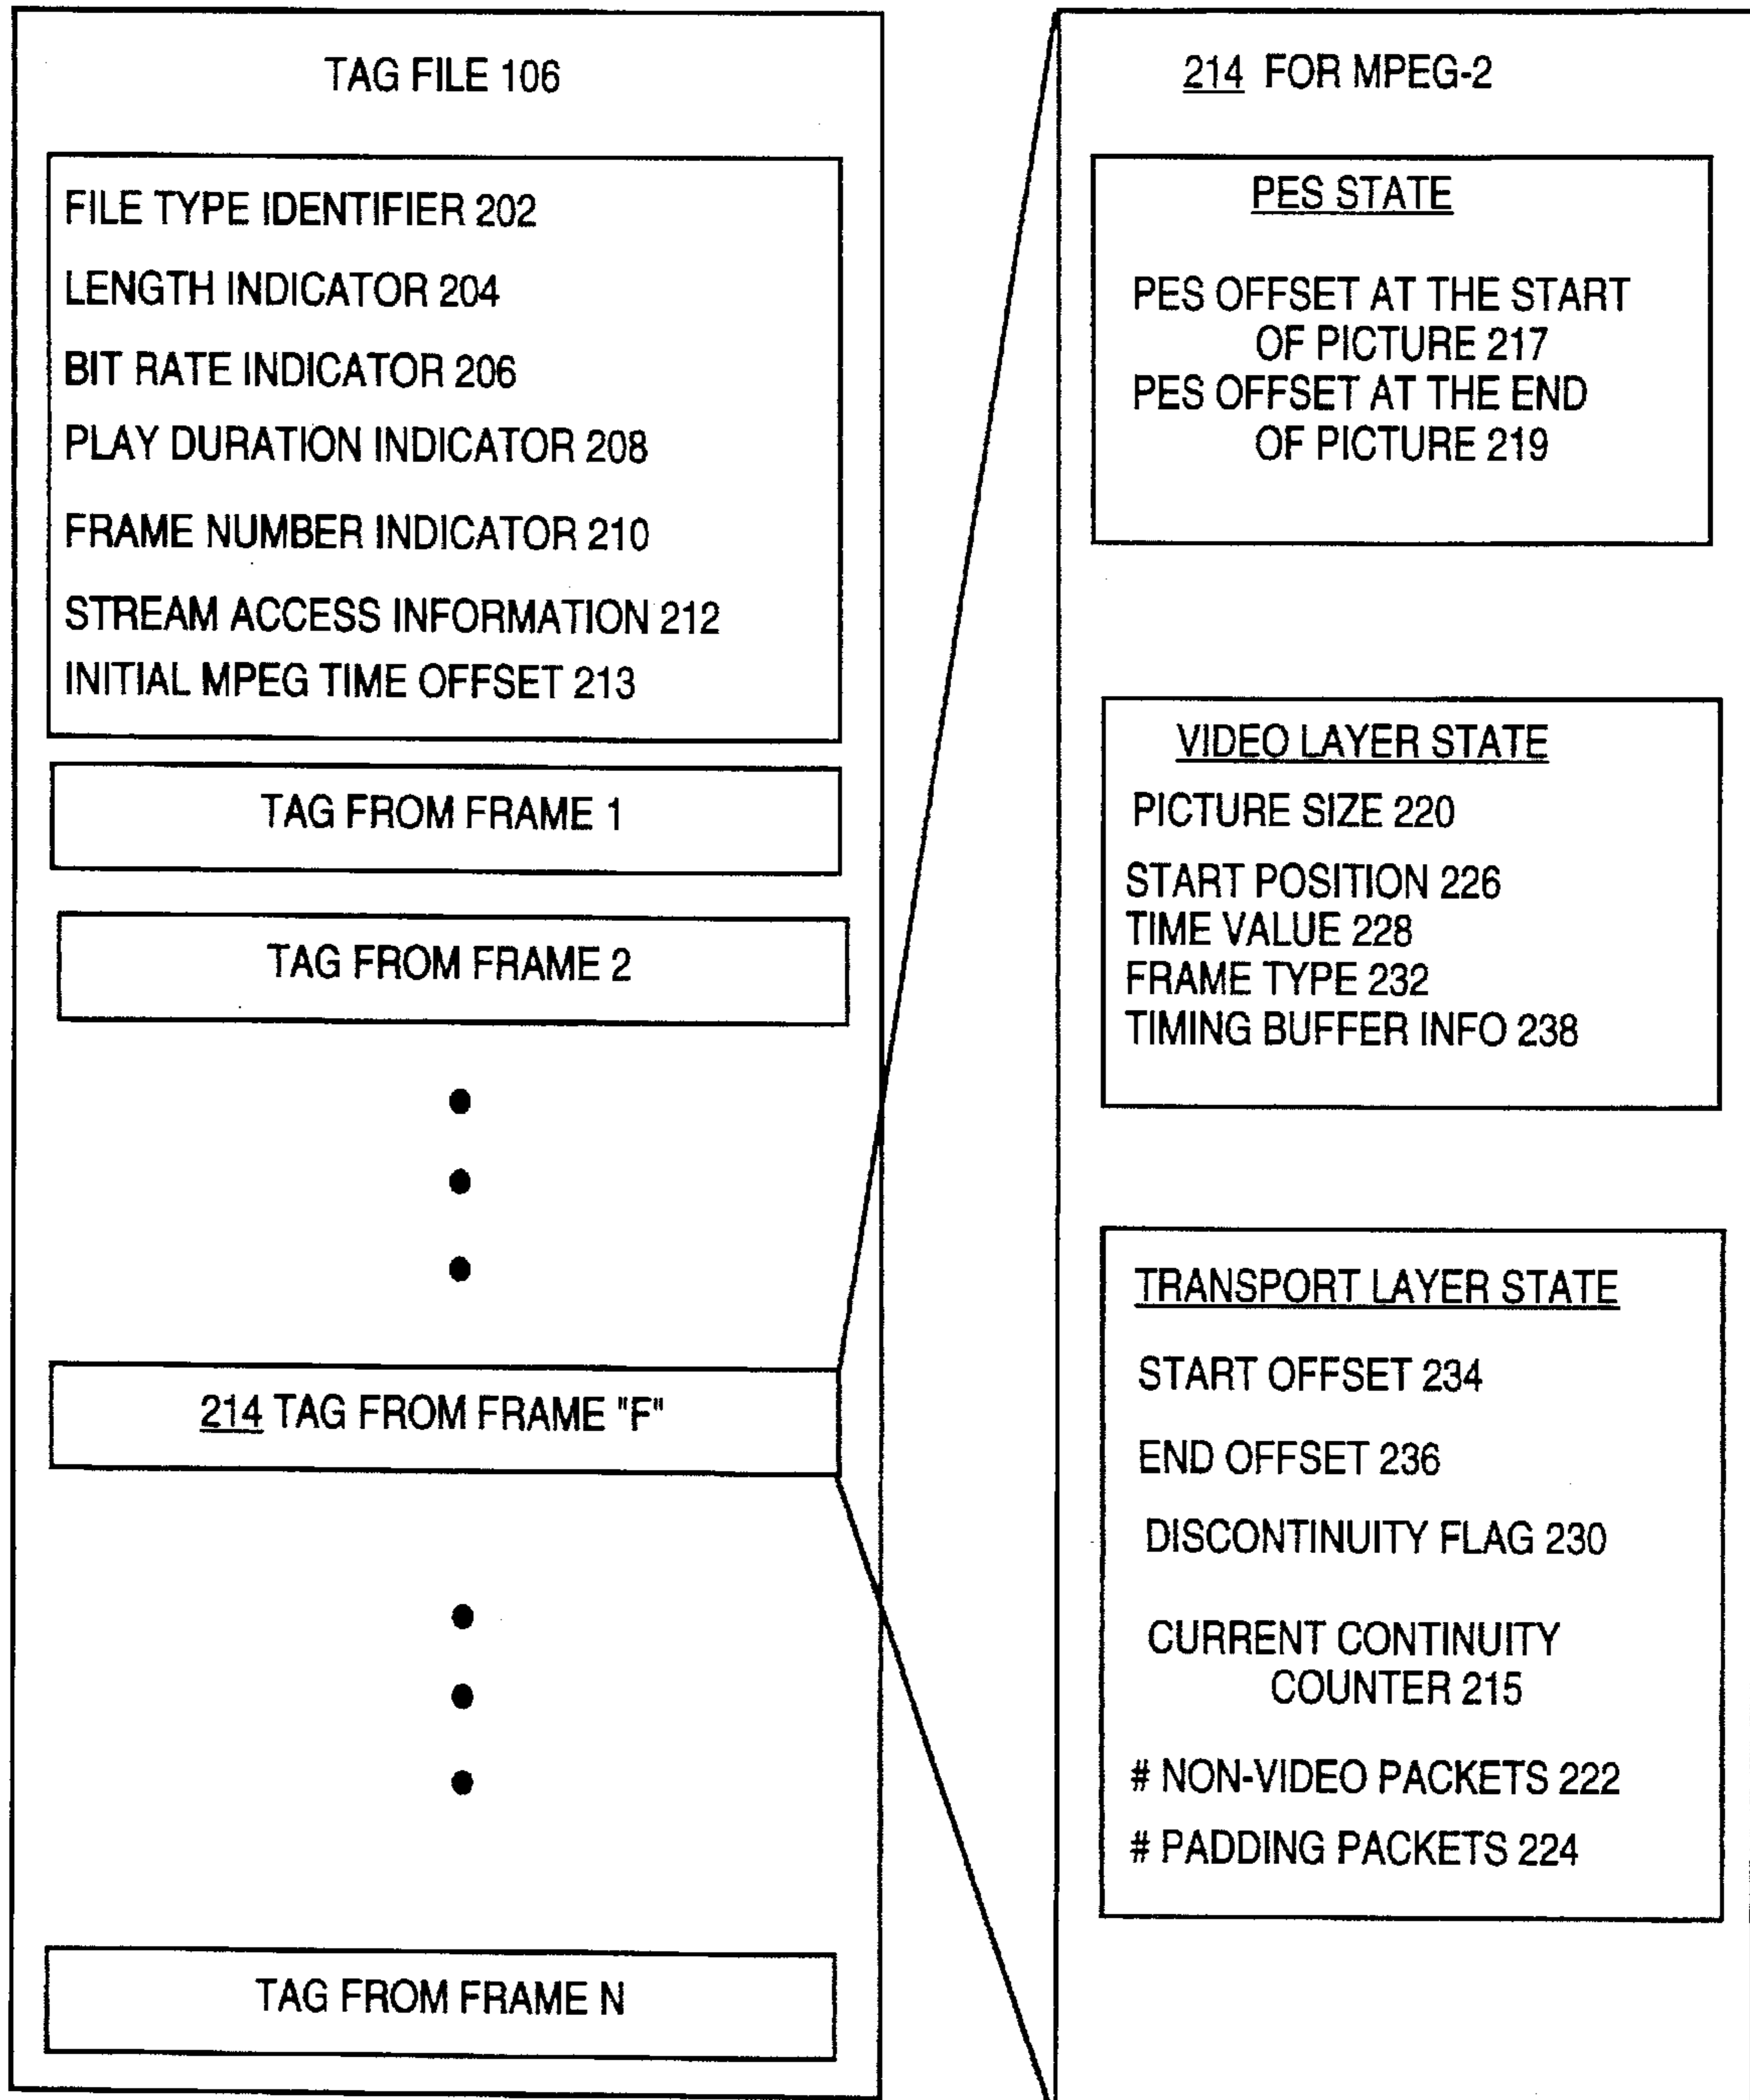 TAG FILE 106
FILE TYPE IDENTIFIER 202
LENGTH INDICATOR 204
BIT RATE INDICATOR 206
PLAY DURATION INDICATOR 208
FRAME NUMBER INDICATOR 210
STREAM ACCESS INFORMATION 212
INITIAL MPEG TIME OFFSET 213
TAG FROM FRAME 1
TAG FROM FRAME 2
214 TAG FROM FRAME "F"
TAG FROM FRAME N
214 FOR MPEG-2
PES STATE
PES OFFSET AT THE START
OF PICTURE 217
PES OFFSET AT THE END
OF PICTURE 219
VIDEO LAYER STATE
PICTURE SIZE 220
START POSITION 226
TIME VALUE 228
FRAME TYPE 232
TIMING BUFFER INFO 238
TRANSPORT LAYER STATE
START OFFSET 234
END OFFSET 236
DISCONTINUITY FLAG 230
CURRENT CONTINUITY
COUNTER 215
# NON-VIDEO PACKETS 222
# PADDING PACKETS 224